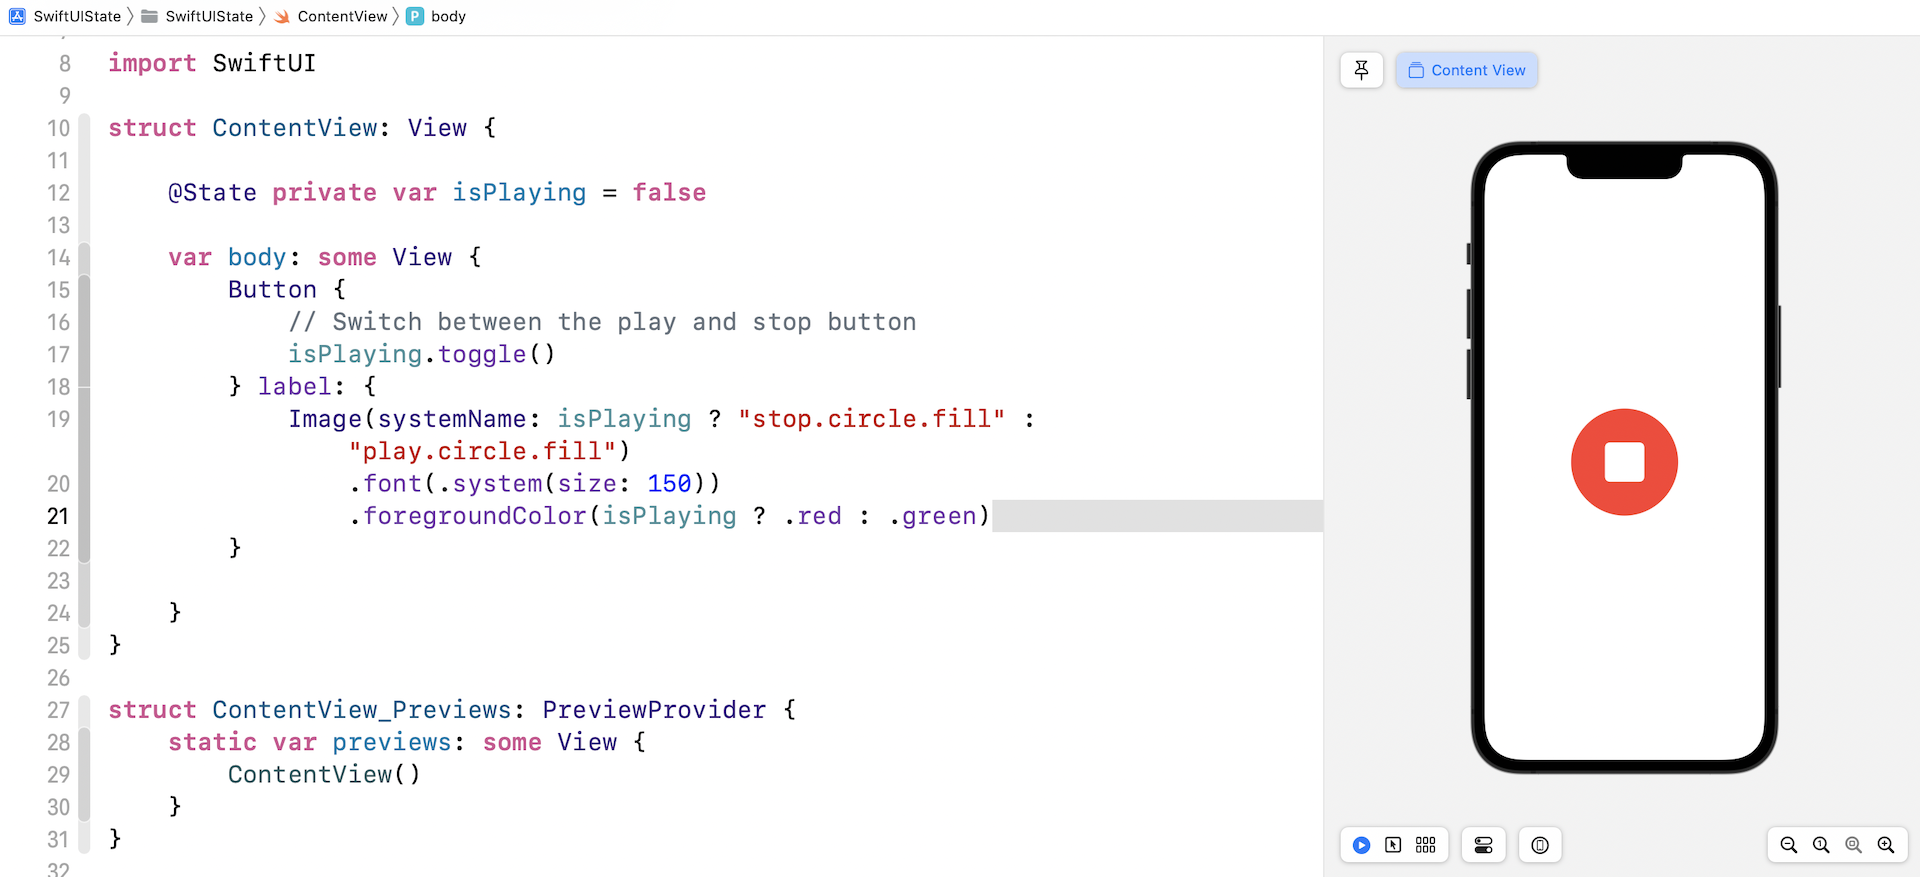 SwiftUIState > SwiftUIState > ContentView > P body
8 import SwiftUI
9
10 struct ContentView: View {
11
12 @State private var isPlaying = false
13
14 var body: some View {
15 Button {
16 // Switch between the play and stop button
17 isPlaying.toggle()
18 } label: {
19 Image(systemName: isPlaying ? "stop.circle.fill" :
"play.circle.fill")
20 .font(.system(size: 150))
21 .foregroundColor(isPlaying ? .red : .green)
22 }
23
24 }
25 }
26
27 struct ContentView_Previews: PreviewProvider {
28 static var previews: some View {
29 ContentView()
30 }
31 }
32
Content View